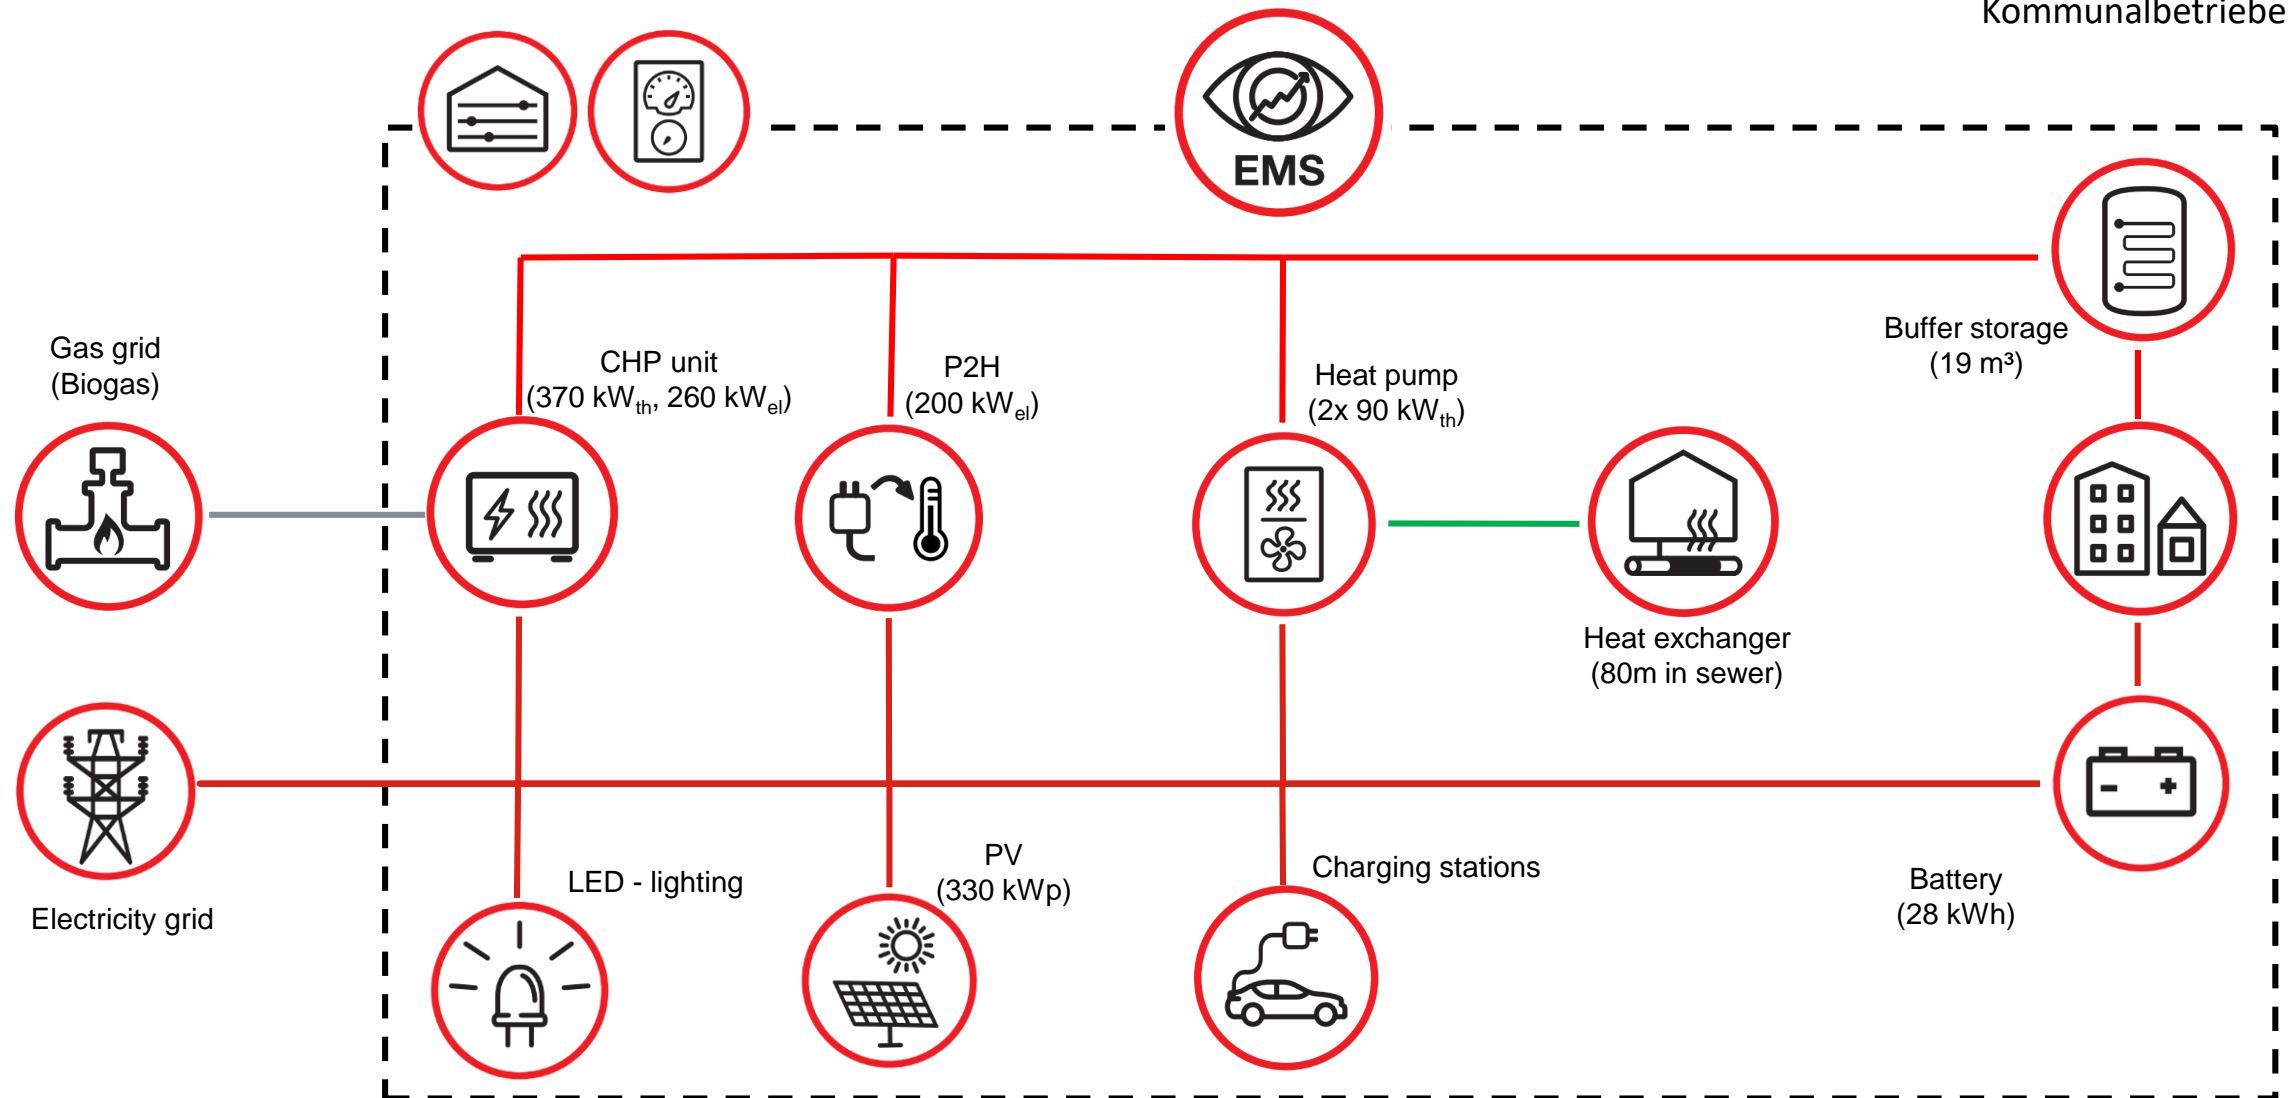 Kommunalbetriebe
EMS
Gas grid
(Biogas)
CHP unit
(370 kWth, 260 kWel)
P2H
(200 kWel)
Heat pump
(2x 90 kWth)
Buffer storage
(19 m³)
Heat exchanger
(80m in sewer)
Electricity grid
LED - lighting
PV
(330 kWp)
Charging stations
Battery
(28 kWh)